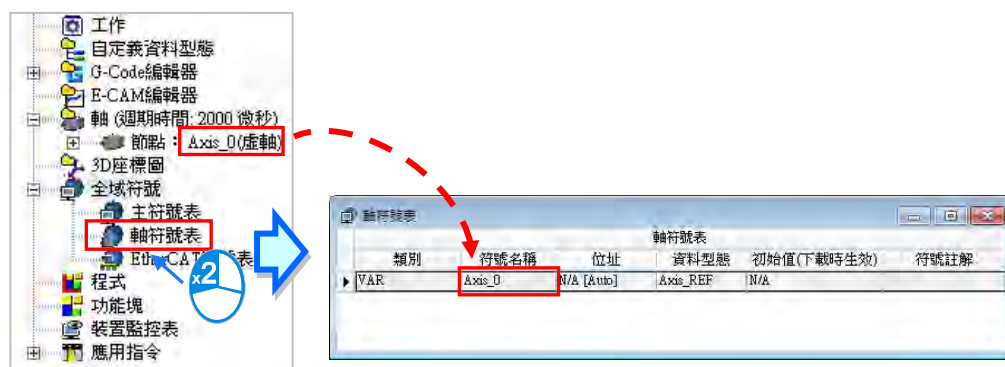 工作
自定義資料型態
G-Code編輯器
E-CAM編輯器
軸 (週期時間: 2000 微秒)
節點：Axis_0(虛軸)
3D座標圖
全域符號
主符號表
軸符號表
EtherCAT 號表
程式
功能塊
裝置監控表
應用指令
x2
軸符號表
軸符號表
類別 符號名稱 位址 資料型態 初始值(下載時生效) 符號註解
VAR Axis_0 N/A [Auto] Axis_REF N/A